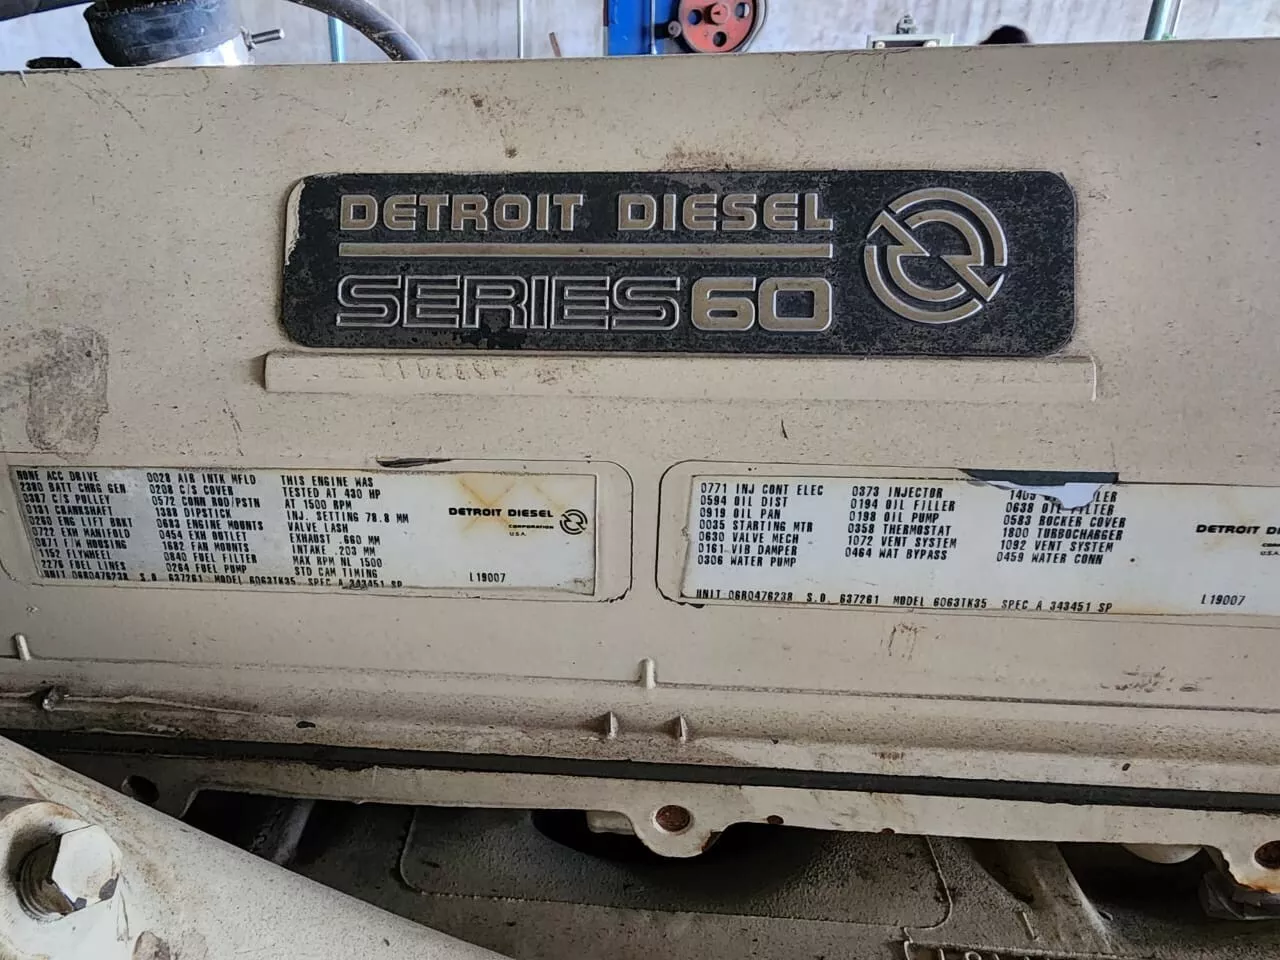 DETROIT DIESEL
SERIES 60
NONE ACC DRIVE
2380 BATT CHRG GEN
0387 C/S PULLEY
0313 CRANKSHAFT
0260 ENG LIFT BRKT
0722 F/W HOUSING
1152 FLYWHEEL
2276 FUEL LINES
0028 AIR INTK MFLD
0208 C/S COVER
0572 CONN ROD/PSTN
1398 DIPSTICK
0683 ENGINE MOUNTS
0454 EXH OUTLET
1682 FAN MOUNTS
FUEL FILTER
0264 FUEL PUMP
THIS ENGINE WAS
TESTED AT 430 HP
AT 1500 RPM
INJ. SETTING 78.8 MM
VALVE LASH
EXHAUST .660 MM
INTAKE .203 MM
MAX RPM NL 1500
STD CAM TIMING
UNIT 06R0476238 S.O. 637261 MODEL 6063TK35 SPEC A 343451 SP
DETROIT DIESEL
CORPORATION
U.S.A.
L19007
0771 INJ CONT ELEC
0594 OIL DIST
0919 OIL PAN
0035 STARTING MTR
0630 VALVE MECH
0161 VIB DAMPER
0306 WATER PUMP
0373 INJECTOR
0194 OIL FILLER
0198 OIL PUMP
0358 THERMOSTAT
1072 VENT SYSTEM
0464 WAT BYPASS
0638 OIL FILTER
0583 ROCKER COVER
1800 TURBOCHARGER
1092 VENT SYSTEM
0459 WATER CONN
UNIT 06R0476238 S.O. 637261 MODEL 6063TK35 SPEC A 343451 SP
DETROIT DIESEL
U.S.A.
L19007